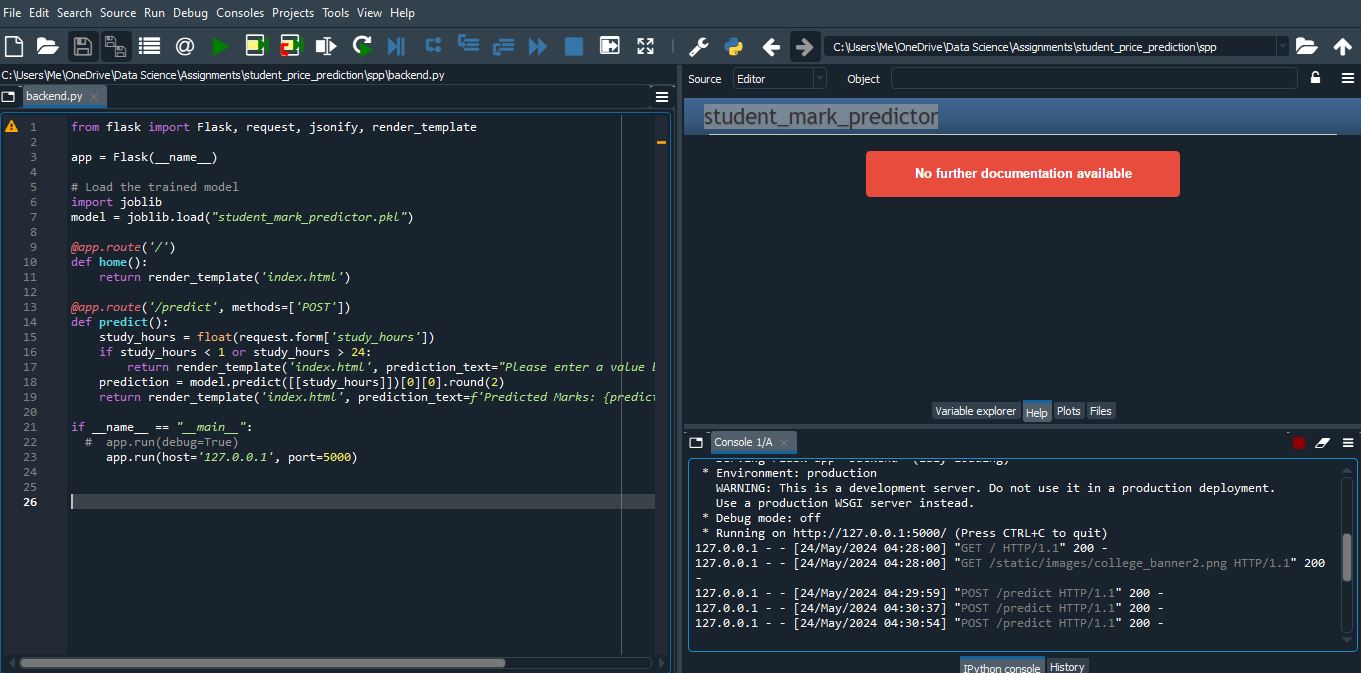 File Edit Search Source Run Debug Consoles Projects Tools View Help
C:\Users\Me\OneDrive\Data Science\Assignments\student_price_prediction\spp
C:\Users\Me\OneDrive\Data Science\Assignments\student_price_prediction\spp\backend.py
backend.py
1 from flask import Flask, request, jsonify, render_template
2
3 app = Flask(__name__)
4
5 # Load the trained model
6 import joblib
7 model = joblib.load("student_mark_predictor.pkl")
8
9 @app.route('/')
10 def home():
11 return render_template('index.html')
12
13 @app.route('/predict', methods=['POST'])
14 def predict():
15 study_hours = float(request.form['study_hours'])
16 if study_hours < 1 or study_hours > 24:
17 return render_template('index.html', prediction_text="Please enter a value
18 prediction = model.predict([[study_hours]])[0][0].round(2)
19 return render_template('index.html', prediction_text=f'Predicted Marks: {predict
20
21 if __name__ == "__main__":
22 # app.run(debug=True)
23 app.run(host='127.0.0.1', port=5000)
24
25
26
Source Editor Object
student_mark_predictor
No further documentation available
Variable explorer Help Plots Files
Console 1/A
* Environment: production
WARNING: This is a development server. Do not use it in a production deployment.
Use a production WSGI server instead.
* Debug mode: off
* Running on http://127.0.0.1:5000/ (Press CTRL+C to quit)
127.0.0.1 - - [24/May/2024 04:28:00] "GET / HTTP/1.1" 200 -
127.0.0.1 - - [24/May/2024 04:28:00] "GET /static/images/college_banner2.png HTTP/1.1" 200
-
127.0.0.1 - - [24/May/2024 04:29:59] "POST /predict HTTP/1.1" 200 -
127.0.0.1 - - [24/May/2024 04:30:37] "POST /predict HTTP/1.1" 200 -
127.0.0.1 - - [24/May/2024 04:30:54] "POST /predict HTTP/1.1" 200 -
IPython console History